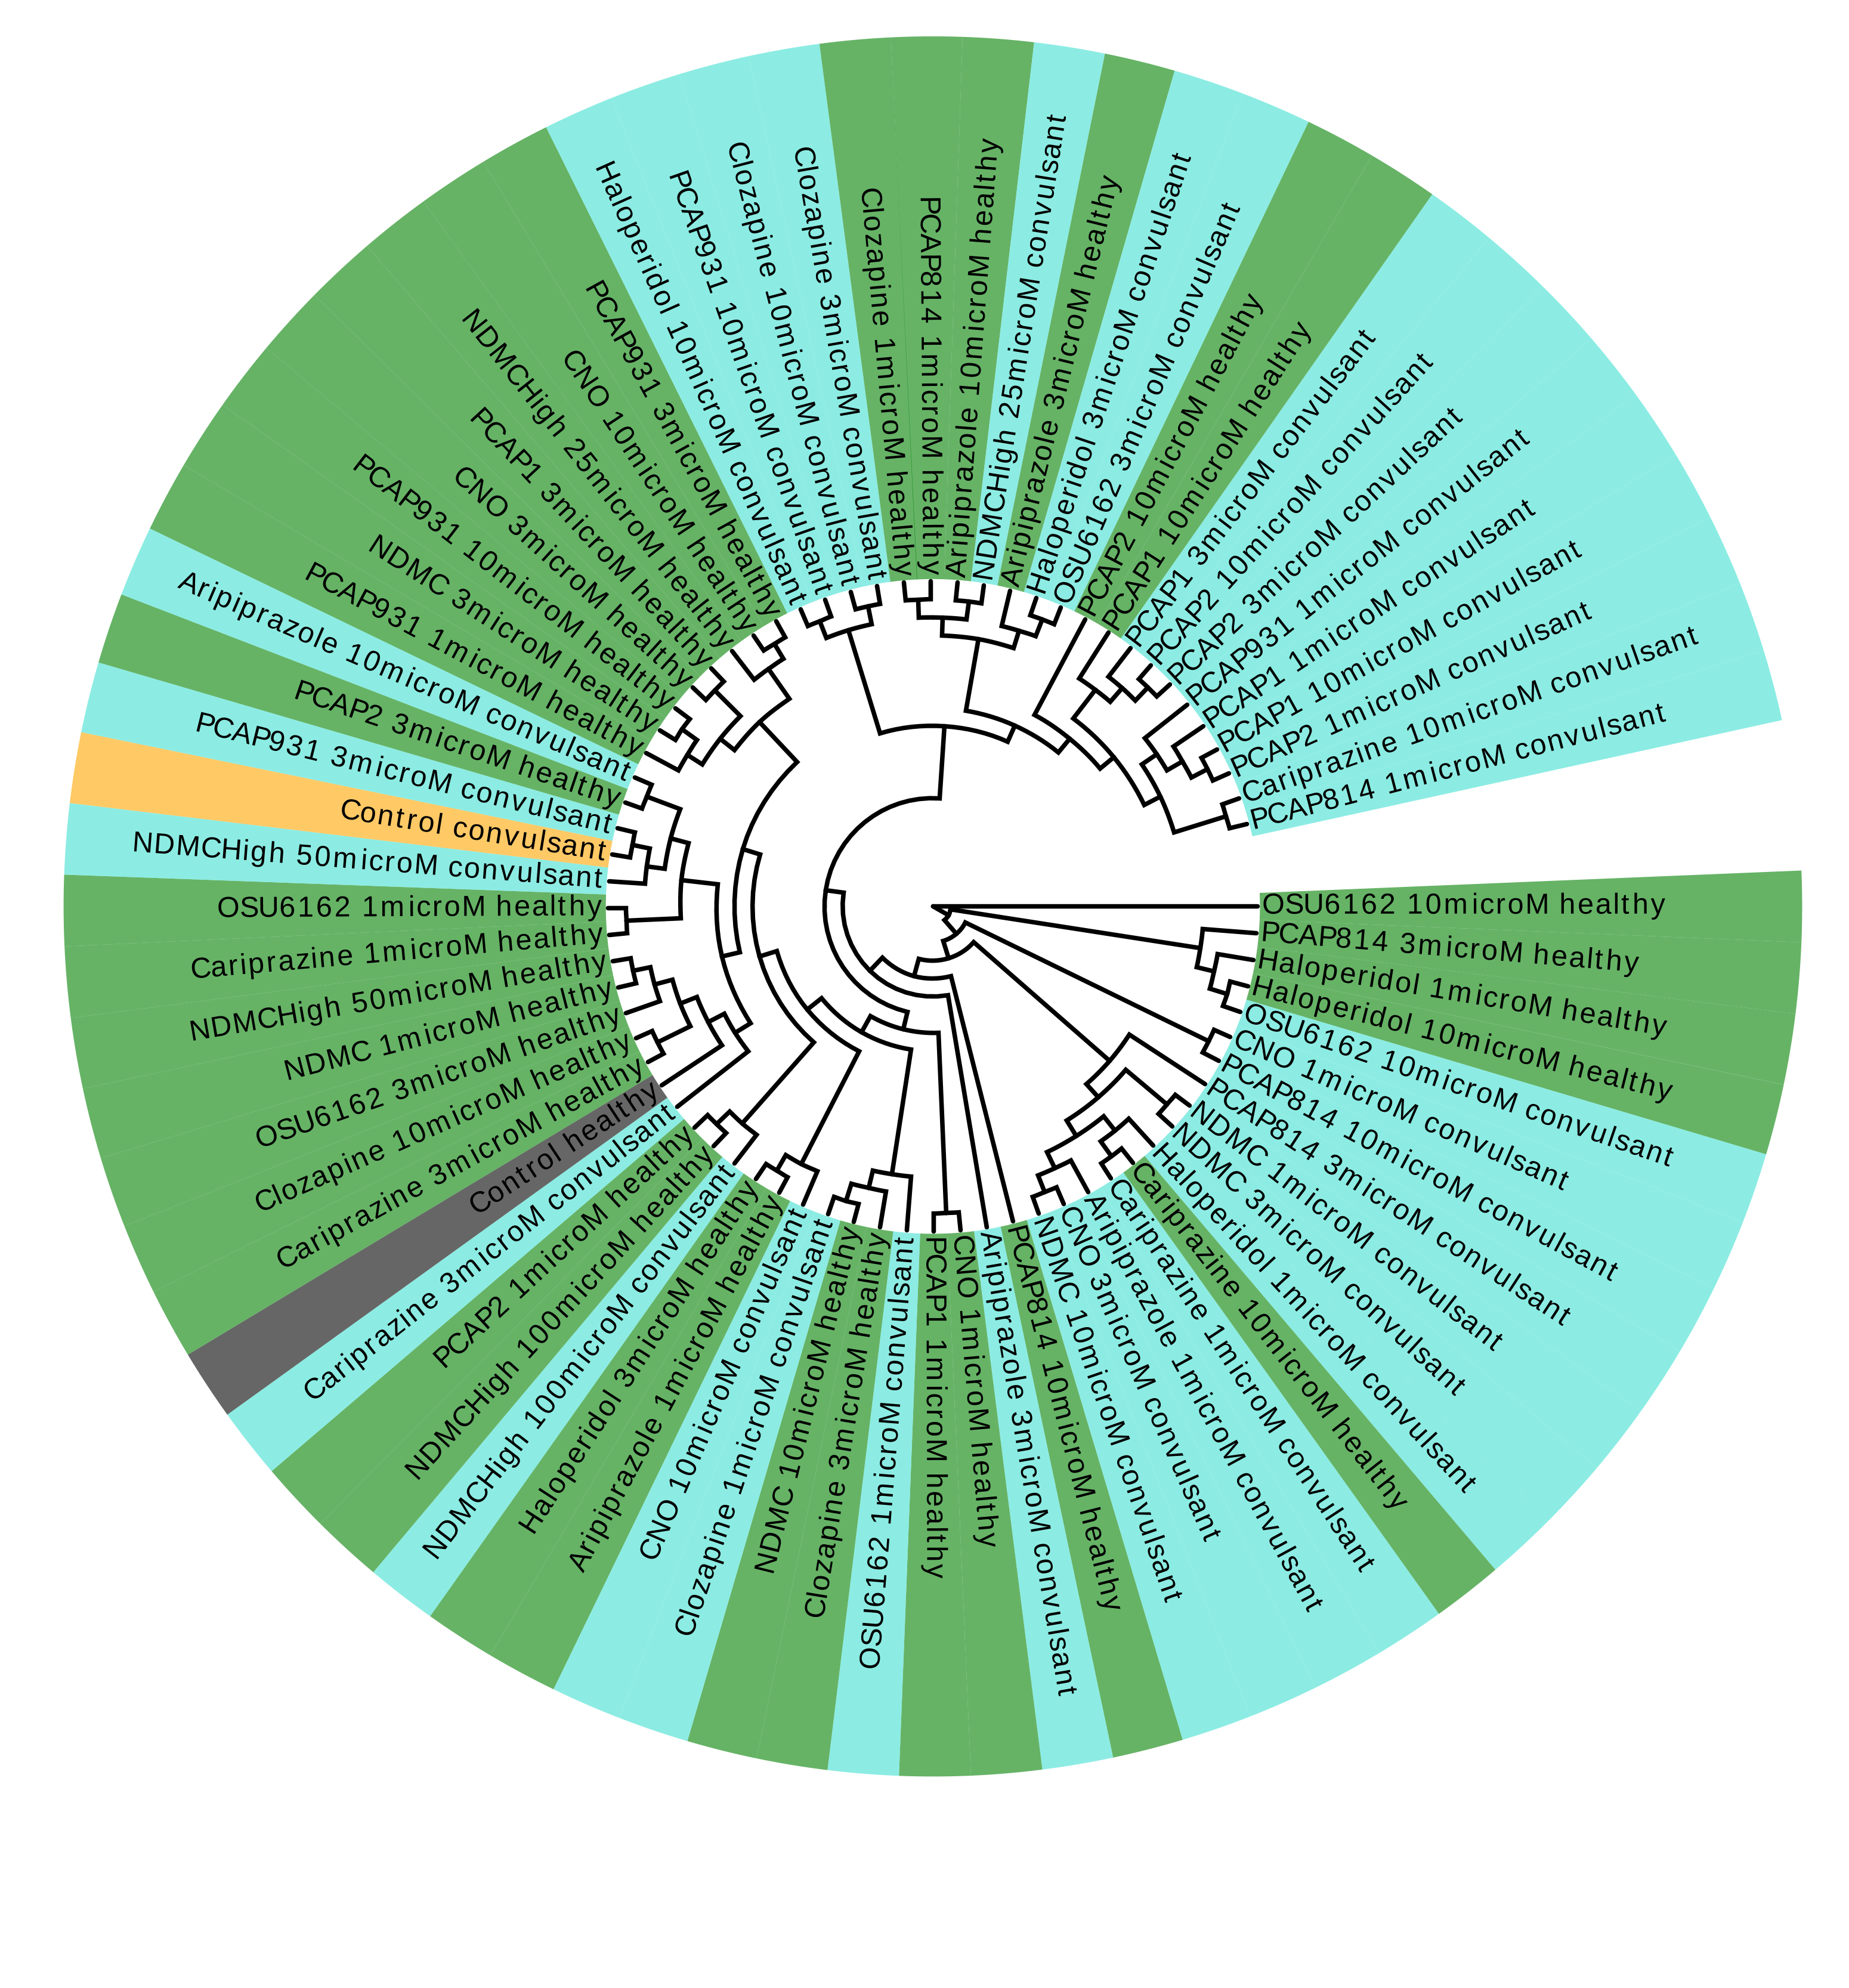 OSU6162 10microM healthy
PCAP814 3microM healthy
Haloperidol 1microM healthy
Haloperidol 10microM healthy
OSU6162 10microM convulsant
CNO 1microM convulsant
PCAP814 10microM convulsant
PCAP814 3microM convulsant
NDMC 1microM convulsant
NDMC 3microM convulsant
Haloperidol 1microM convulsant
Cariprazine 10microM healthy
Cariprazine 1microM convulsant
Aripiprazole 1microM convulsant
CNO 3microM convulsant
NDMC 10microM convulsant
PCAP814 10microM healthy
Aripiprazole 3microM convulsant
CNO 1microM healthy
PCAP1 1microM healthy
OSU6162 1microM convulsant
Clozapine 3microM healthy
NDMC 10microM healthy
Clozapine 1microM convulsant
CNO 10microM convulsant
Aripiprazole 1microM healthy
Haloperidol 3microM healthy
NDMCHigh 100microM convulsant
NDMCHigh 100microM healthy
PCAP2 1microM healthy
Cariprazine 3microM convulsant
Control healthy
Cariprazine 3microM healthy
Clozapine 10microM healthy
OSU6162 3microM healthy
NDMC 1microM healthy
NDMCHigh 50microM healthy
Cariprazine 1microM healthy
OSU6162 1microM healthy
NDMCHigh 50microM convulsant
Control convulsant
PCAP931 3microM convulsant
PCAP2 3microM healthy
Aripiprazole 10microM convulsant
PCAP931 1microM healthy
NDMC 3microM healthy
PCAP931 10microM healthy
CNO 3microM healthy
PCAP1 3microM healthy
NDMCHigh 25microM healthy
CNO 10microM healthy
PCAP931 3microM healthy
Haloperidol 10microM convulsant
PCAP931 10microM convulsant
Clozapine 10microM convulsant
Clozapine 3microM convulsant
Clozapine 1microM healthy
PCAP814 1microM healthy
Aripiprazole 10microM healthy
NDMCHigh 25microM convulsant
Aripiprazole 3microM healthy
Haloperidol 3microM convulsant
OSU6162 3microM convulsant
PCAP2 10microM healthy
PCAP1 10microM healthy
PCAP1 3microM convulsant
PCAP2 10microM convulsant
PCAP2 3microM convulsant
PCAP931 1microM convulsant
PCAP1 1microM convulsant
PCAP1 10microM convulsant
PCAP2 1microM convulsant
Cariprazine 10microM convulsant
PCAP814 1microM convulsant